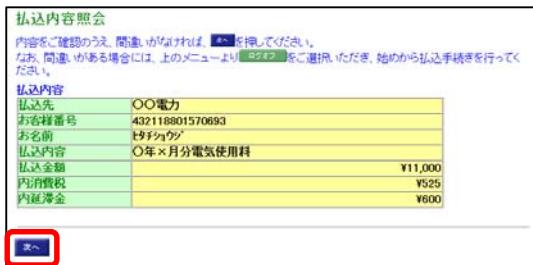 払込内容照会
内容をご確認のうえ、間違いがなければ、 次へ を押してください。
なお、間違いがある場合には、上のメニューより ログオフ をご選択いただき、始めから払込手続きを行ってく
ださい。
払込内容
払込先 〇〇電力
お客様番号 432118801570693
お名前 ヒタチショウジ
払込内容 〇年×月分電気使用料
払込金額 ¥11,000
内消費税 ¥525
内延滞金 ¥600
次へ